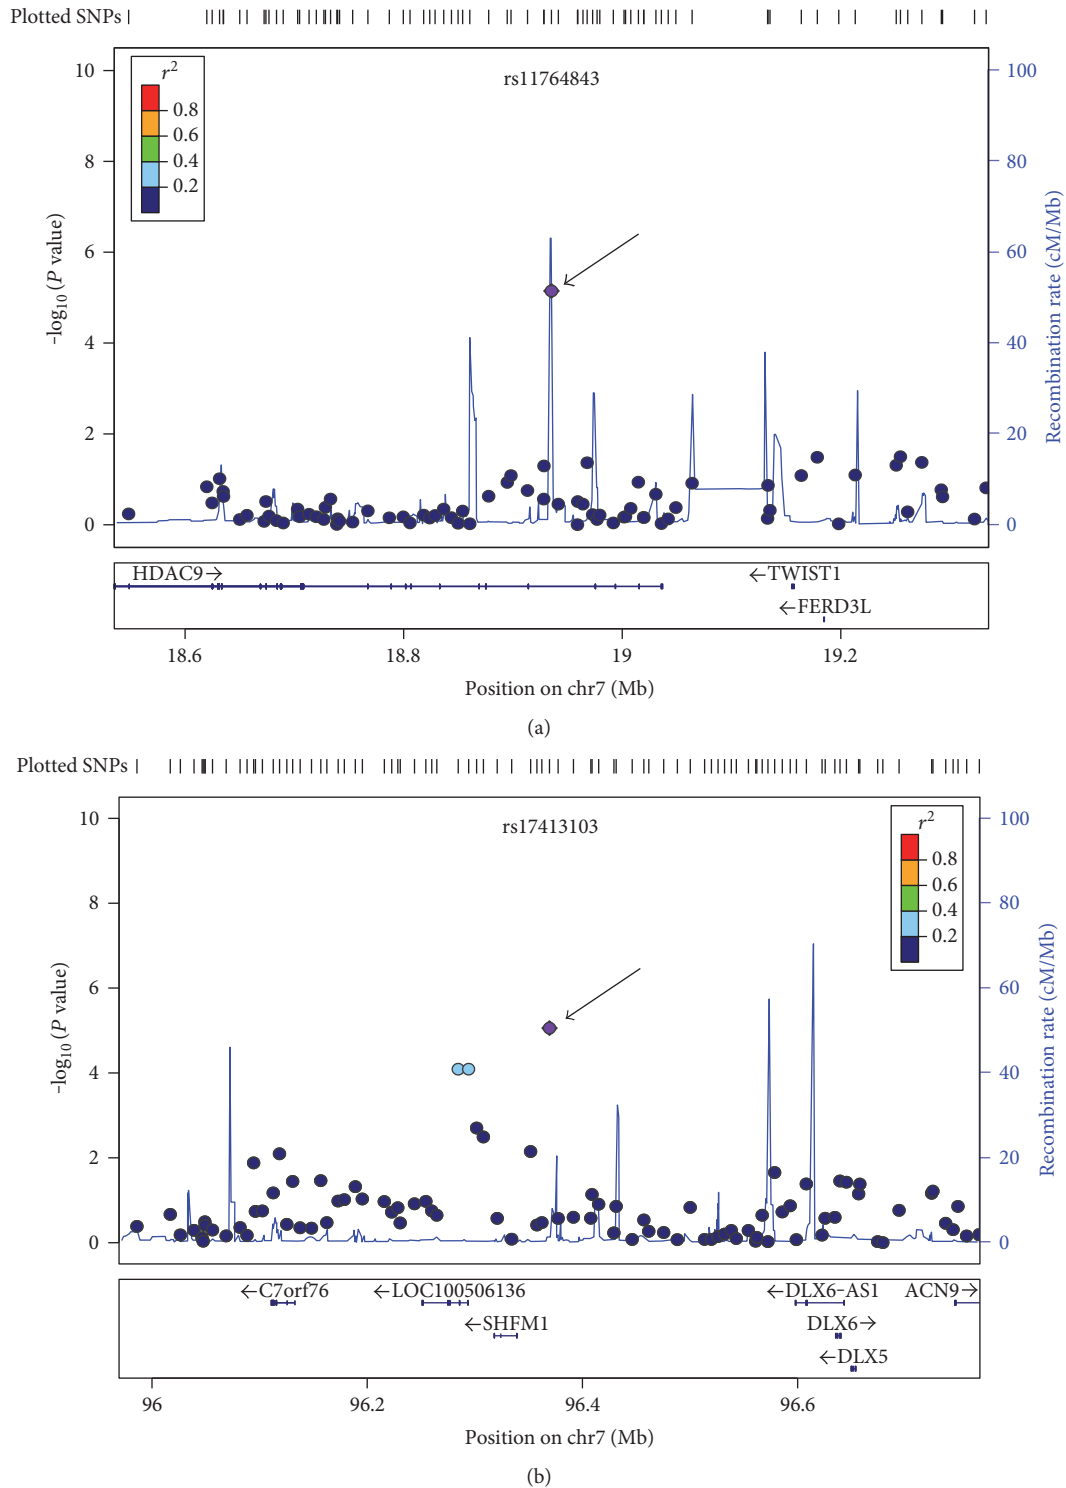 Plotted SNPs
rs11764843
r²
0.8
0.6
0.4
0.2
10
8
6
4
2
0
-log₁₀(P value)
100
80
60
40
20
0
Recombination rate (cM/Mb)
HDAC9→
←TWIST1
←FERD3L
18.6 18.8 19 19.2
Position on chr7 (Mb)
(a)
Plotted SNPs
rs17413103
r²
0.8
0.6
0.4
0.2
10
8
6
4
2
0
-log₁₀(P value)
100
80
60
40
20
0
Recombination rate (cM/Mb)
←C7orf76 ←LOC100506136 ←DLX6-AS1 ACN9→
←SHFM1 DLX6→
←DLX5
96 96.2 96.4 96.6
Position on chr7 (Mb)
(b)